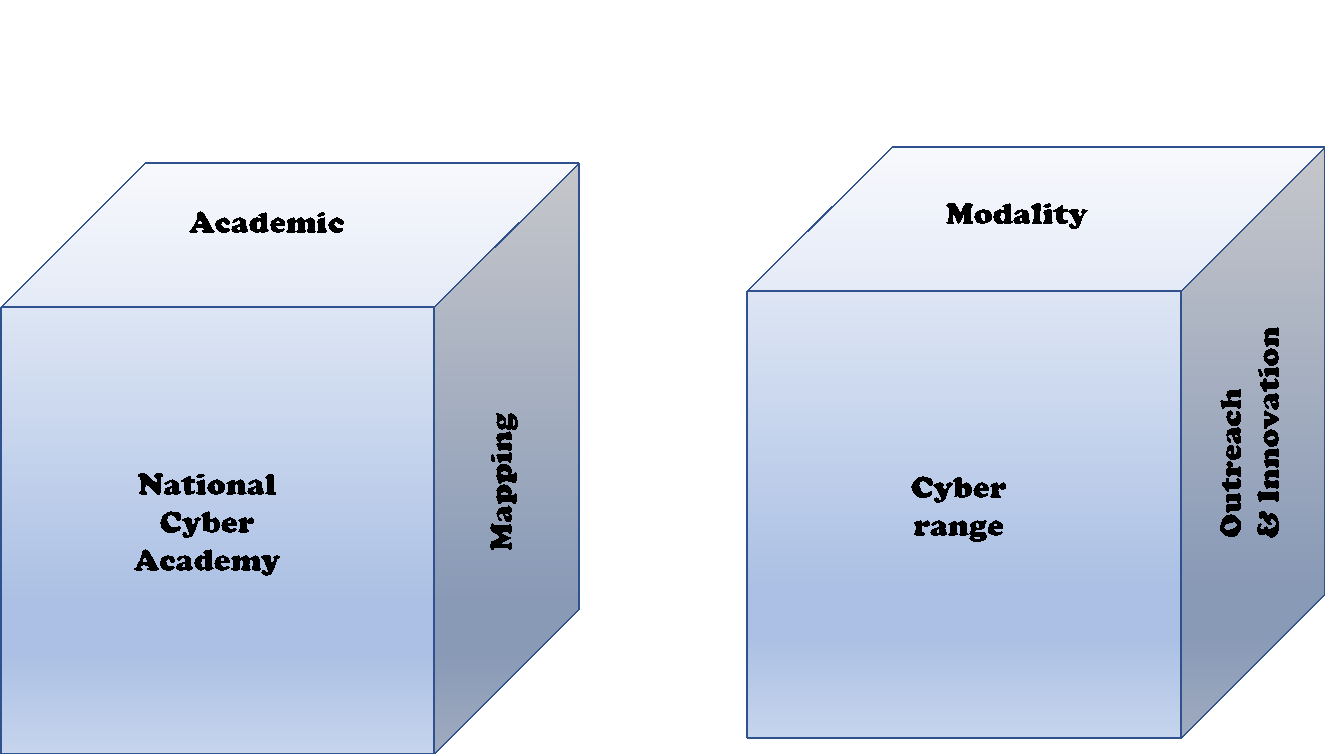 Academic
National
Cyber
Academy
Mapping
Modality
Cyber
range
Outreach
& Innovation